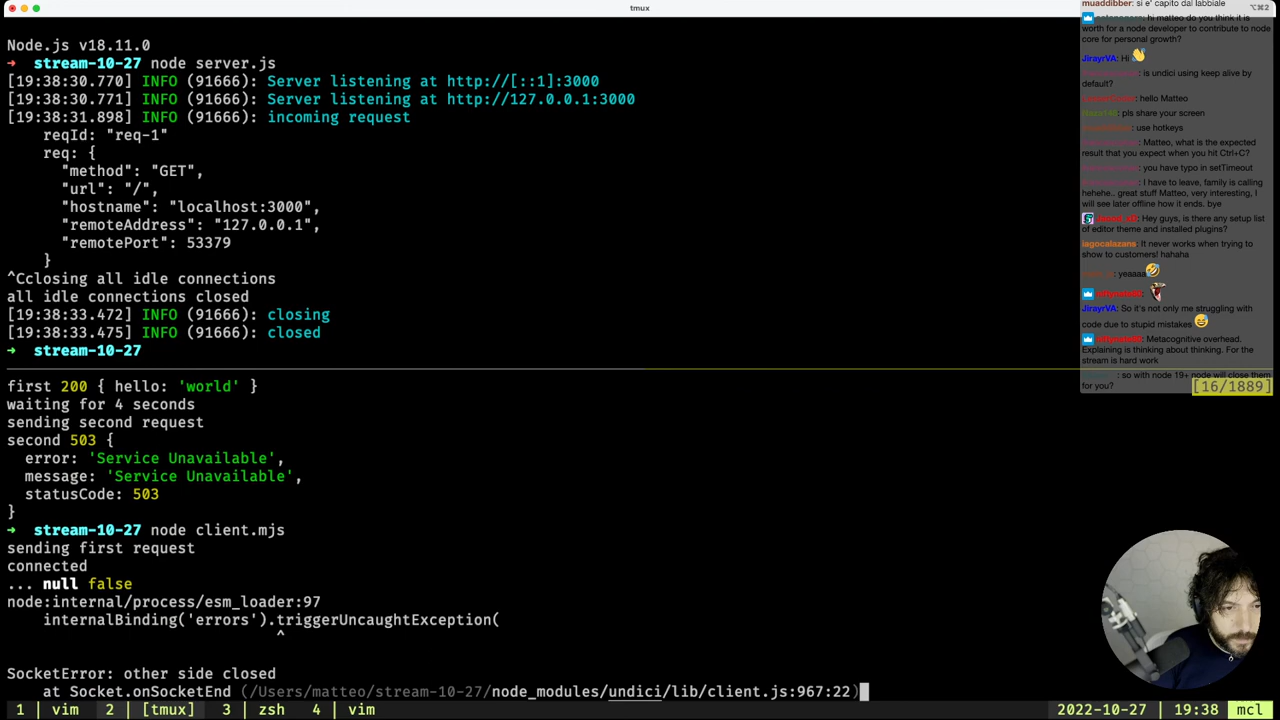 tmux
⌥⌘2
Node.js v18.11.0
→ stream-10-27 node server.js
[19:38:30.770] INFO (91666): Server listening at http://[::1]:3000
[19:38:30.771] INFO (91666): Server listening at http://127.0.0.1:3000
[19:38:31.898] INFO (91666): incoming request
reqId: "req-1"
req: {
"method": "GET",
"url": "/",
"hostname": "localhost:3000",
"remoteAddress": "127.0.0.1",
"remotePort": 53379
}
^Cclosing all idle connections
all idle connections closed
[19:38:33.472] INFO (91666): closing
[19:38:33.475] INFO (91666): closed
→ stream-10-27
first 200 { hello: 'world' }
waiting for 4 seconds
sending second request
second 503 {
error: 'Service Unavailable',
message: 'Service Unavailable',
statusCode: 503
}
→ stream-10-27 node client.mjs
sending first request
connected
... null false
node:internal/process/esm_loader:97
internalBinding('errors').triggerUncaughtException(
^
SocketError: other side closed
at Socket.onSocketEnd (/Users/matteo/stream-10-27/node_modules/undici/lib/client.js:967:22)
muaddibber: si e' capito dal labbiale
: hi matteo do you think it is
worth for a node developer to contribute to node
core for personal growth?
JirayrVA: Hi 👋
: is undici using keep alive by
default?
: hello Matteo
: pls share your screen
: use hotkeys
: Matteo, what is the expected
result that you expect when you hit Ctrl+C?
: you have typo in setTimeout
: I have to leave, family is calling
hehehe.. great stuff Matteo, very interesting, I
will see later offline how it ends. bye
: Hey guys, is there any setup list
of editor theme and installed plugins?
iagocalazans: It never works when trying to
show to customers! hahaha
: yeaaaa🤣
JirayrVA: So it's not only me struggling with
code due to stupid mistakes 😅
: Metacognitive overhead.
Explaining is thinking about thinking. For the
stream is hard work
: so with node 19+ node will close them
for you?
[16/1889]
1 | vim 2 | [tmux] 3 | zsh 4 | vim
2022-10-27 | 19:38 | mcl